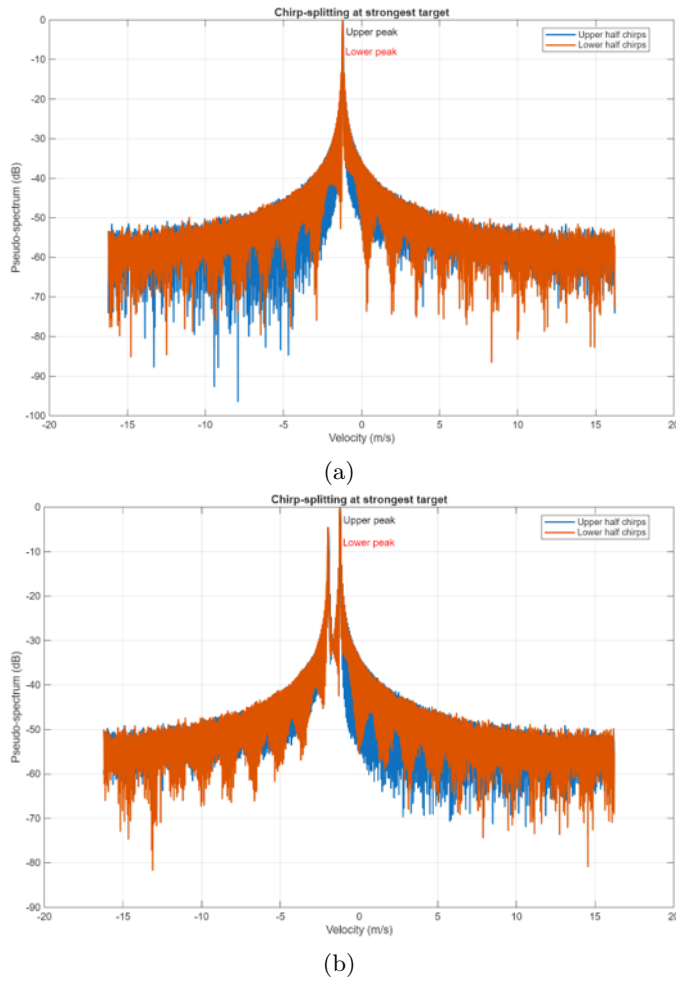 Chirp-splitting at strongest target
Upper peak
Lower peak
Upper half chirps
Lower half chirps
Pseudo-spectrum (dB)
0
-10
-20
-30
-40
-50
-60
-70
-80
-90
-100
-20
-15
-10
-5
0
5
10
15
20
Velocity (m/s)
(a)
Chirp-splitting at strongest target
Upper peak
Lower peak
Upper half chirps
Lower half chirps
Pseudo-spectrum (dB)
0
-10
-20
-30
-40
-50
-60
-70
-80
-90
-20
-15
-10
-5
0
5
10
15
20
Velocity (m/s)
(b)